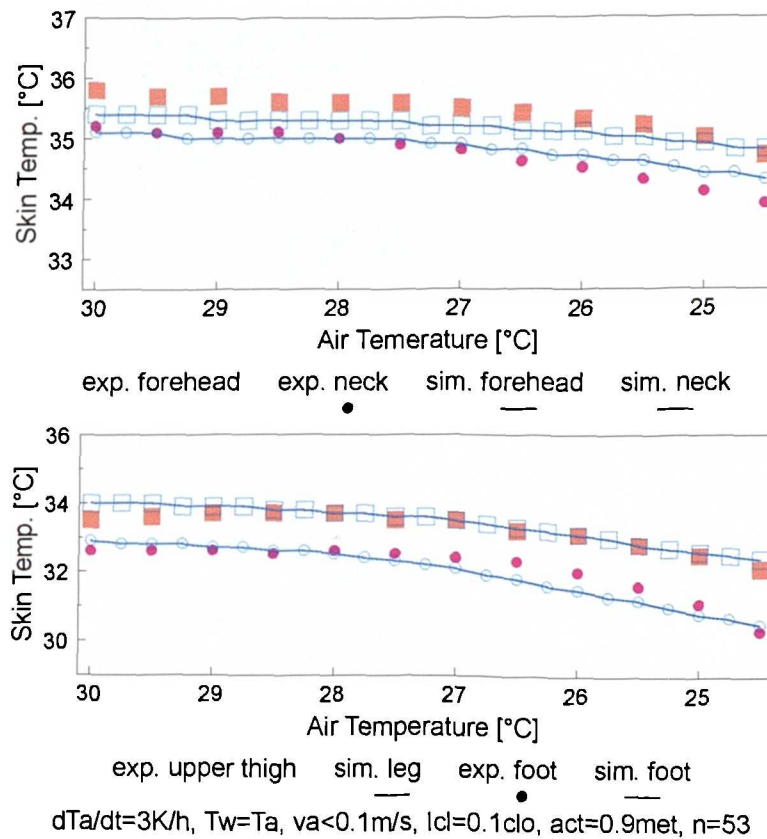 37
36
35
34
33
Skin Temp. [°C]
30 29 28 27 26 25
Air Temerature [°C]
exp. forehead exp. neck sim. forehead sim. neck
36
34
32
30
Skin Temp. [°C]
30 29 28 27 26 25
Air Temperature [°C]
exp. upper thigh sim. leg exp. foot sim. foot
dTa/dt=3K/h, Tw=Ta, va<0.1m/s, Icl=0.1clo, act=0.9met, n=53